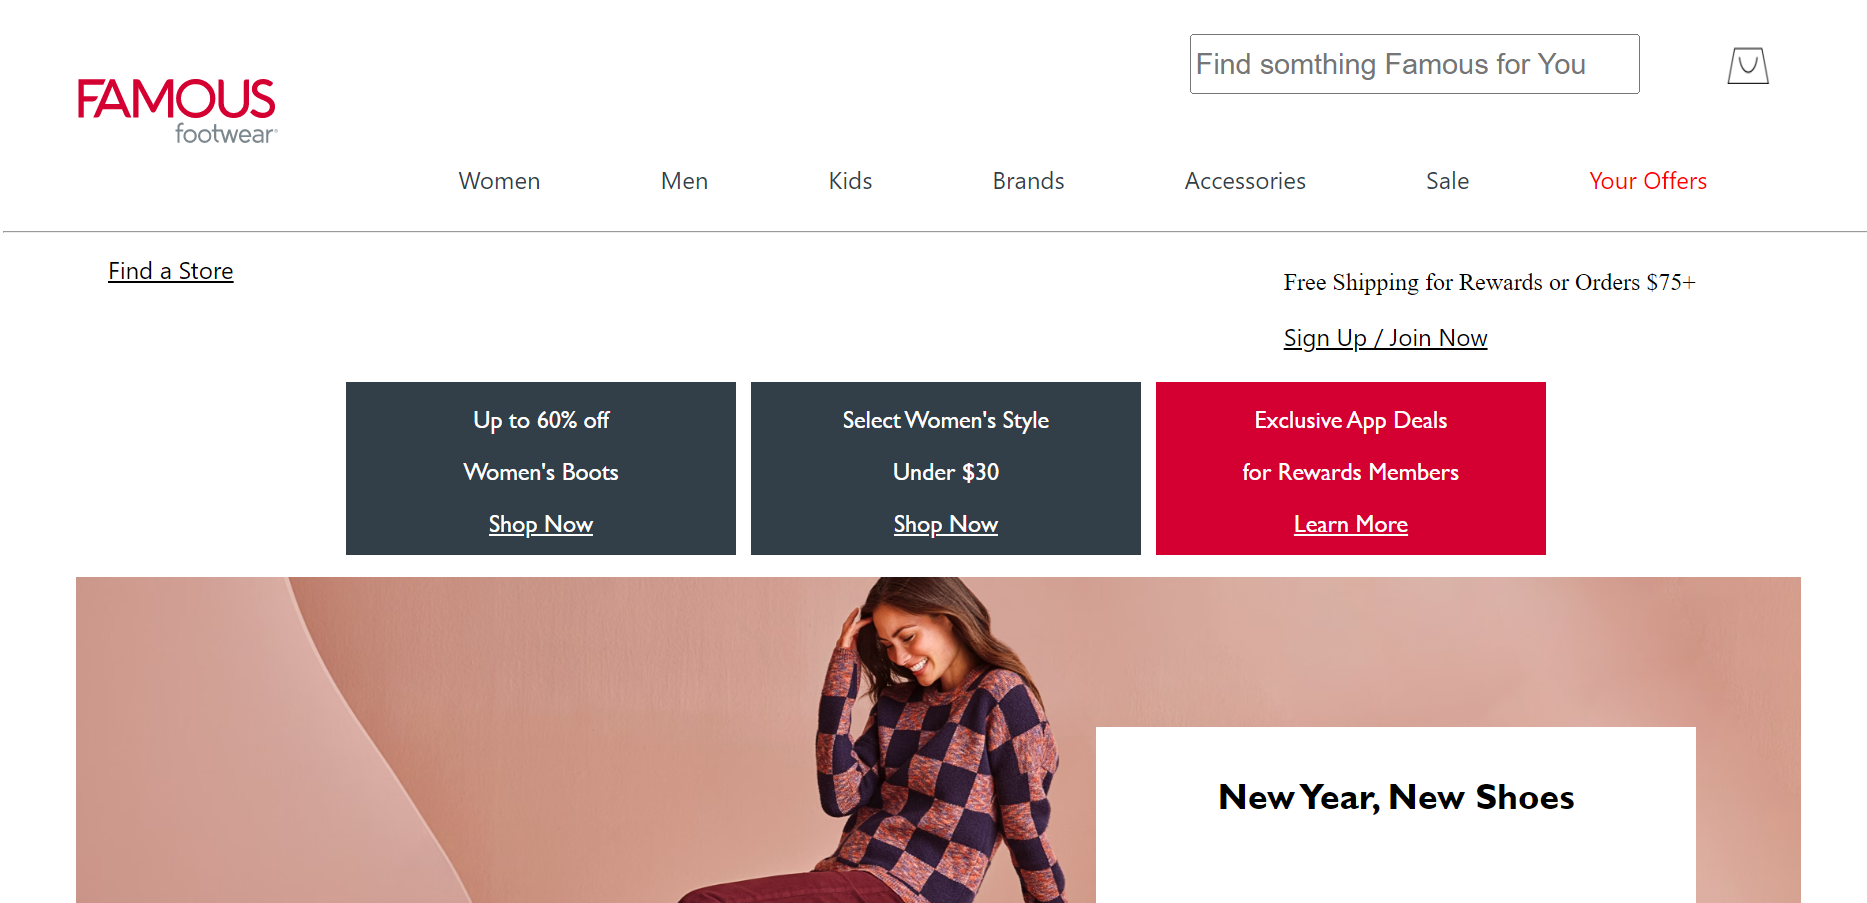 Find somthing Famous for You
FAMOUS
footwear
Women Men Kids Brands Accessories Sale Your Offers
Find a Store
Free Shipping for Rewards or Orders $75+
Sign Up / Join Now
Up to 60% off
Women's Boots
Shop Now
Select Women's Style
Under $30
Shop Now
Exclusive App Deals
for Rewards Members
Learn More
New Year, New Shoes